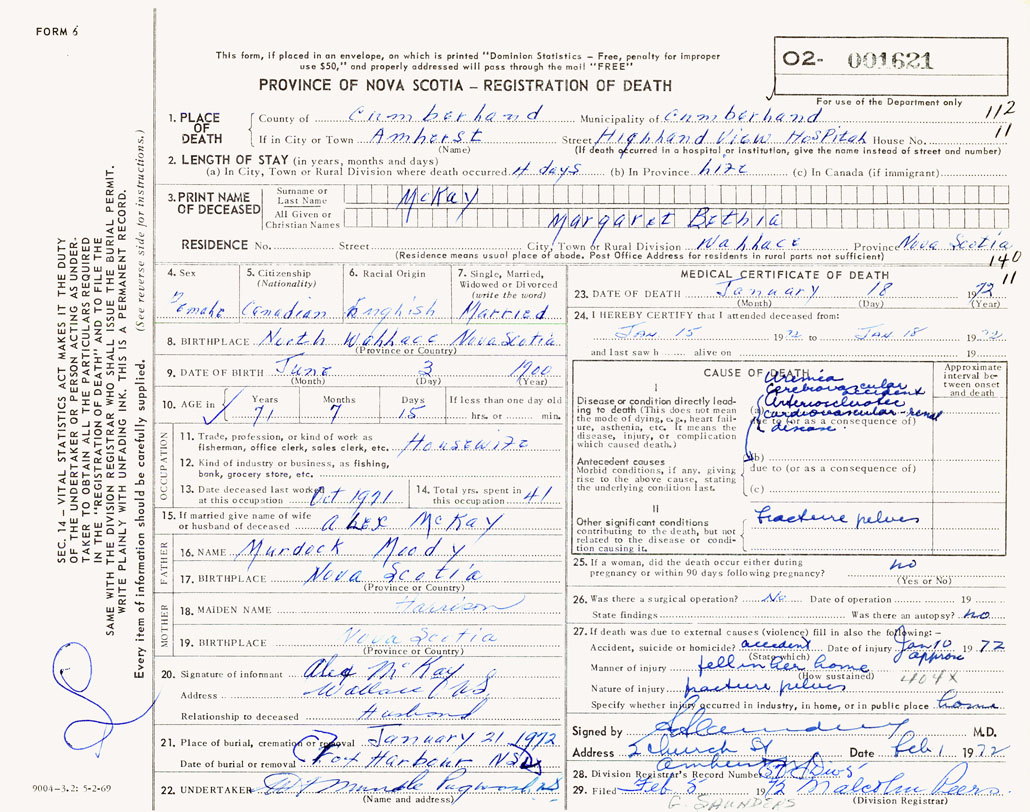 FORM 6
This form, if placed in an envelope, on which is printed "Dominion Statistics – Free, penalty for improper
use $50," and properly addressed will pass through the mail "FREE"
PROVINCE OF NOVA SCOTIA – REGISTRATION OF DEATH
02- 001621
For use of the Department only
112
11
1. PLACE OF DEATH
County of Cumberland Municipality of Cumberland
If in City or Town Amherst Street Highland View Hospital House No.
(Name) (If death occurred in a hospital or institution, give the name instead of street and number)
2. LENGTH OF STAY (in years, months and days)
(a) In City, Town or Rural Division where death occurred 4 days (b) In Province life (c) In Canada (if immigrant)
3. PRINT NAME OF DECEASED
Surname or Last Name McKay
All Given or Christian Names Margaret Bethia
RESIDENCE No. Street City, Town or Rural Division Wallace Province Nova Scotia
(Residence means usual place of abode. Post Office Address for residents in rural parts not sufficient)
140
11
4. Sex
Female
5. Citizenship
(Nationality)
Canadian
6. Racial Origin
English
7. Single, Married,
Widowed or Divorced
(write the word)
Married
8. BIRTHPLACE North Wallace Nova Scotia
(Province or Country)
9. DATE OF BIRTH June 3 1900
(Month) (Day) (Year)
10. AGE in
Years Months Days If less than one day
71 7 15 hrs. or min.
OCCUPATION
11. Trade, profession, or kind of work as
fisherman, office clerk, sales clerk, etc. Housewife
12. Kind of industry or business, as fishing,
bank, grocery store, etc.
13. Date deceased last worked
at this occupation Oct 1971
14. Total yrs. spent in
this occupation 41
15. If married give name of wife
or husband of deceased Alex McKay
FATHER
16. NAME Murdock Moody
17. BIRTHPLACE Nova Scotia
(Province or Country)
MOTHER
18. MAIDEN NAME Farrison
19. BIRTHPLACE Nova Scotia
(Province or Country)
20. Signature of informant Alex McKay
Address Wallace NS
Relationship to deceased Husband
21. Place of burial, cremation or removal January 21 1972
Date of burial or removal Fox Harbour NS
22. UNDERTAKER Mundle Pugwash NS
(Name and address)
MEDICAL CERTIFICATE OF DEATH
23. DATE OF DEATH January 18 1972
(Month) (Day) (Year)
24. I HEREBY CERTIFY that I attended deceased from:
Jan 15 1972 to Jan 18 1972
and last saw h alive on 19
CAUSE OF DEATH
Approximate
interval between onset
and death
I
Disease or condition directly leading
to death (This does not mean
the mode of dying, e.g., heart failure,
asthenia, etc. It means the
disease, injury, or complication
which caused death.)
Uremia
Cerebrovascular accident
(a) Arteriosclerotic
cardiovascular-renal
due to (or as a consequence of)
disease
Antecedent causes
Morbid conditions, if any, giving
rise to the above cause, stating
the underlying condition last.
(b)
due to (or as a consequence of)
(c)
II
Other significant conditions
contributing to the death, but not
related to the disease or condition
causing it.
Fracture pelvis
25. If a woman, did the death occur either during
pregnancy or within 90 days following pregnancy? no
(Yes or No)
26. Was there a surgical operation? No Date of operation 19
State findings Was there an autopsy? no
27. If death was due to external causes (violence) fill in also the following: –
Accident, suicide or homicide? accident Date of injury Jan 10 1972
(State which) approx
Manner of injury fell in her home
(How sustained) 404X
Nature of injury fracture pelvis
Specify whether injury occurred in industry, in home, or in public place home
Signed by M.D.
Address 2 Church St Date Feb 1 1972
Amherst
28. Division Registrar's Record Number
29. Filed Feb 3 1972 Malcolm Peers
(Division Registrar)
G. SAUNDERS
SEC. 14 – VITAL STATISTICS ACT MAKES IT THE DUTY
OF THE UNDERTAKER OR PERSON ACTING AS UNDERTAKER
TO OBTAIN ALL THE PARTICULARS REQUIRED
IN THE "REGISTRATION OF DEATH" AND TO FILE THE
SAME WITH THE DIVISION REGISTRAR WHO SHALL ISSUE THE BURIAL PERMIT.
WRITE PLAINLY WITH UNFADING INK. THIS IS A PERMANENT RECORD.
Every item of information should be carefully supplied. (See reverse side for instructions.)
9004-3.2: 5-2-69